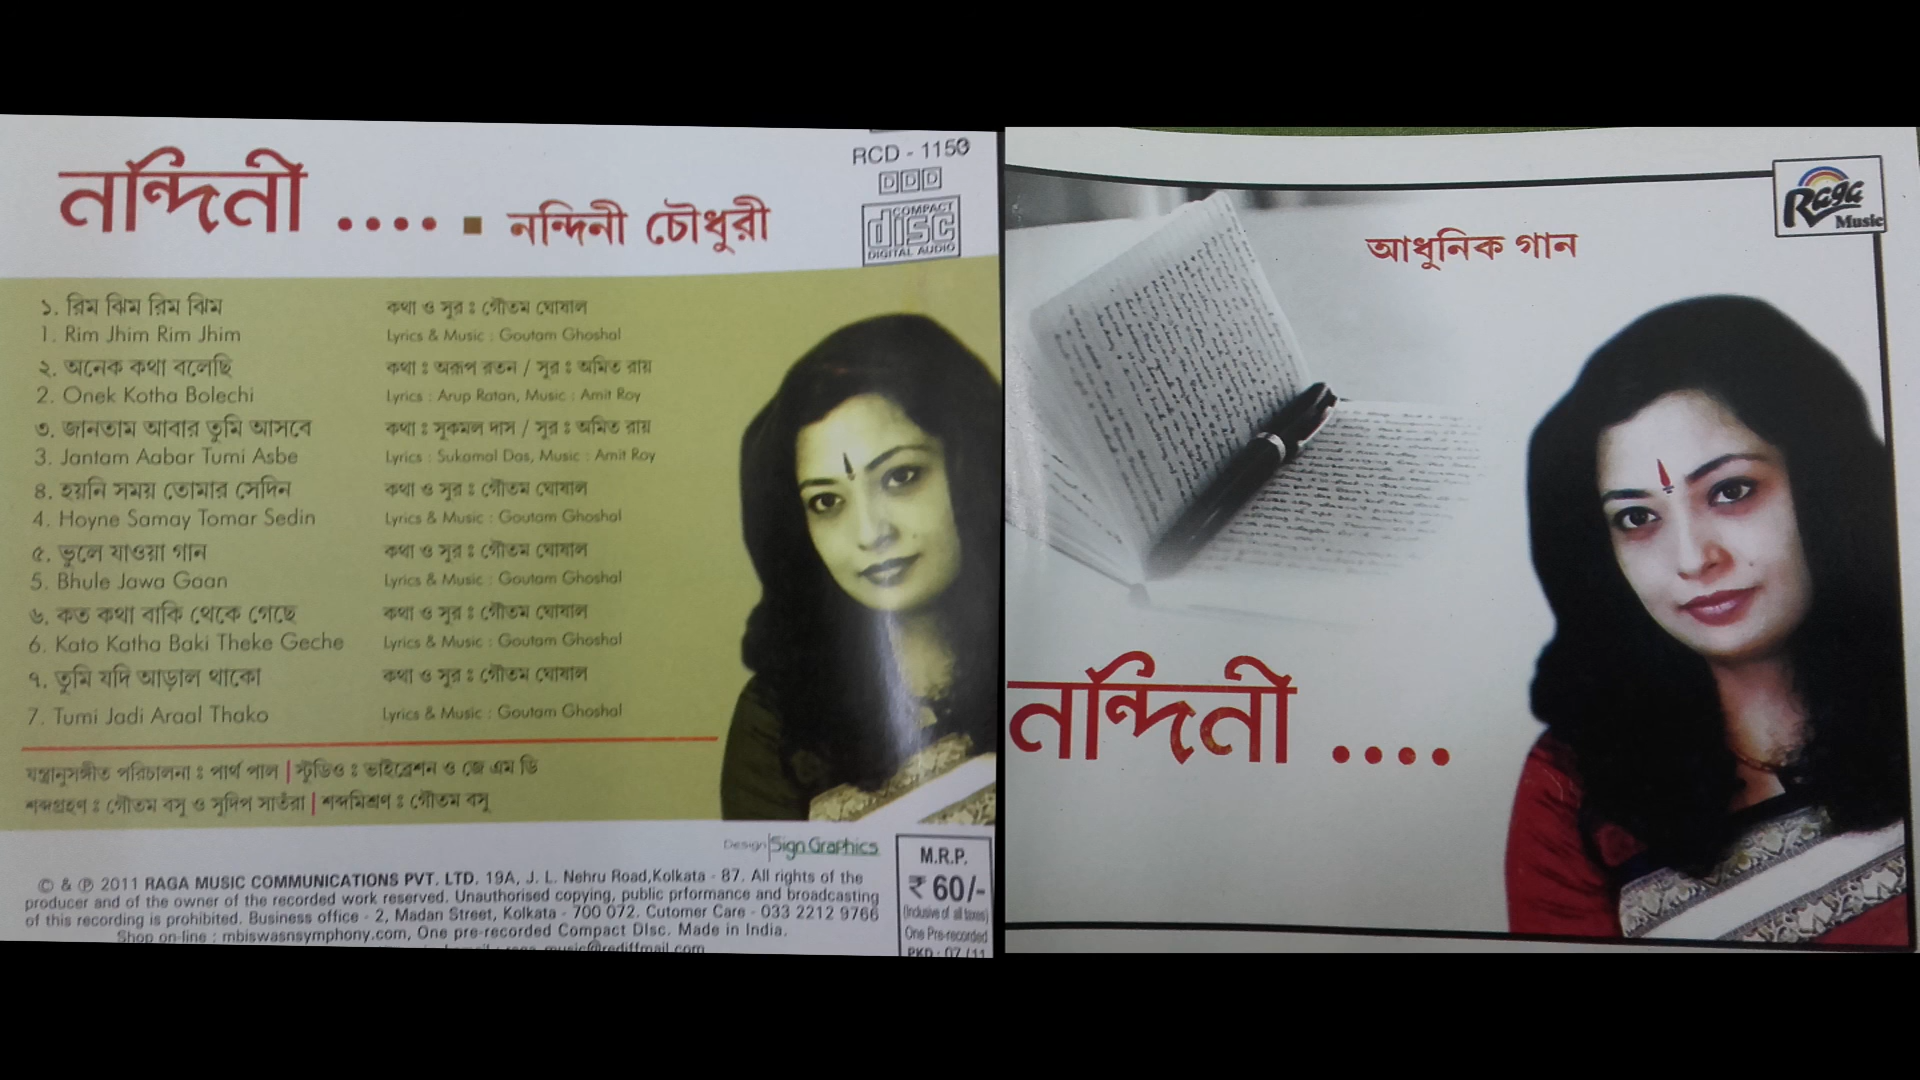 নন্দিনী .... ■ নন্দিনী চৌধুরী
RCD - 1153
DDD
COMPACT
disc
DIGITAL AUDIO
১. রিম ঝিম রিম ঝিম কথা ও সুর : গৌতম ঘোষাল
1. Rim Jhim Rim Jhim Lyrics & Music : Goutam Ghoshal
২. অনেক কথা বলেছি কথা : অরূপ রতন / সুর : অমিত রায়
2. Onek Kotha Bolechi Lyrics : Arup Ratan, Music : Amit Roy
৩. জানতাম আবার তুমি আসবে কথা : সুকমল দাস / সুর : অমিত রায়
3. Jantam Aabar Tumi Asbe Lyrics : Sukamal Das, Music : Amit Roy
৪. হয়নি সময় তোমার সেদিন কথা ও সুর : গৌতম ঘোষাল
4. Hoyne Samay Tomar Sedin Lyrics & Music : Goutam Ghoshal
৫. ভুলে যাওয়া গান কথা ও সুর : গৌতম ঘোষাল
5. Bhule Jawa Gaan Lyrics & Music : Goutam Ghoshal
৬. কত কথা বাকি থেকে গেছে কথা ও সুর : গৌতম ঘোষাল
6. Kato Katha Baki Theke Geche Lyrics & Music : Goutam Ghoshal
৭. তুমি যদি আড়াল থাকো কথা ও সুর : গৌতম ঘোষাল
7. Tumi Jadi Araal Thako Lyrics & Music : Goutam Ghoshal
যন্ত্রানুসঙ্গীত পরিচালনা : পার্থ পাল | স্টুডিও : ভাইব্রেশন ও জে এম ডি
শব্দগ্রহণ : গৌতম বসু ও সুদিপ সাতঁরা | শব্দমিশ্রণ : গৌতম বসু
Design Sign Graphics
© & ℗ 2011 RAGA MUSIC COMMUNICATIONS PVT. LTD. 19A, J. L. Nehru Road,Kolkata - 87. All rights of the
producer and of the owner of the recorded work reserved. Unauthorised copying, public prformance and broadcasting
of this recording is prohibited. Business office - 2, Madan Street, Kolkata - 700 072. Cutomer Care - 033 2212 9766
Shop on-line : mbiswasnsymphony.com, One pre-recorded Compact DIsc. Made in India.
raga_music@rediffmail.com
M.R.P.
₹ 60/-
(Inclusive of all taxes)
One Pre-recorded
PKD : 07/11
Raga
Music
আধুনিক গান
নন্দিনী ....